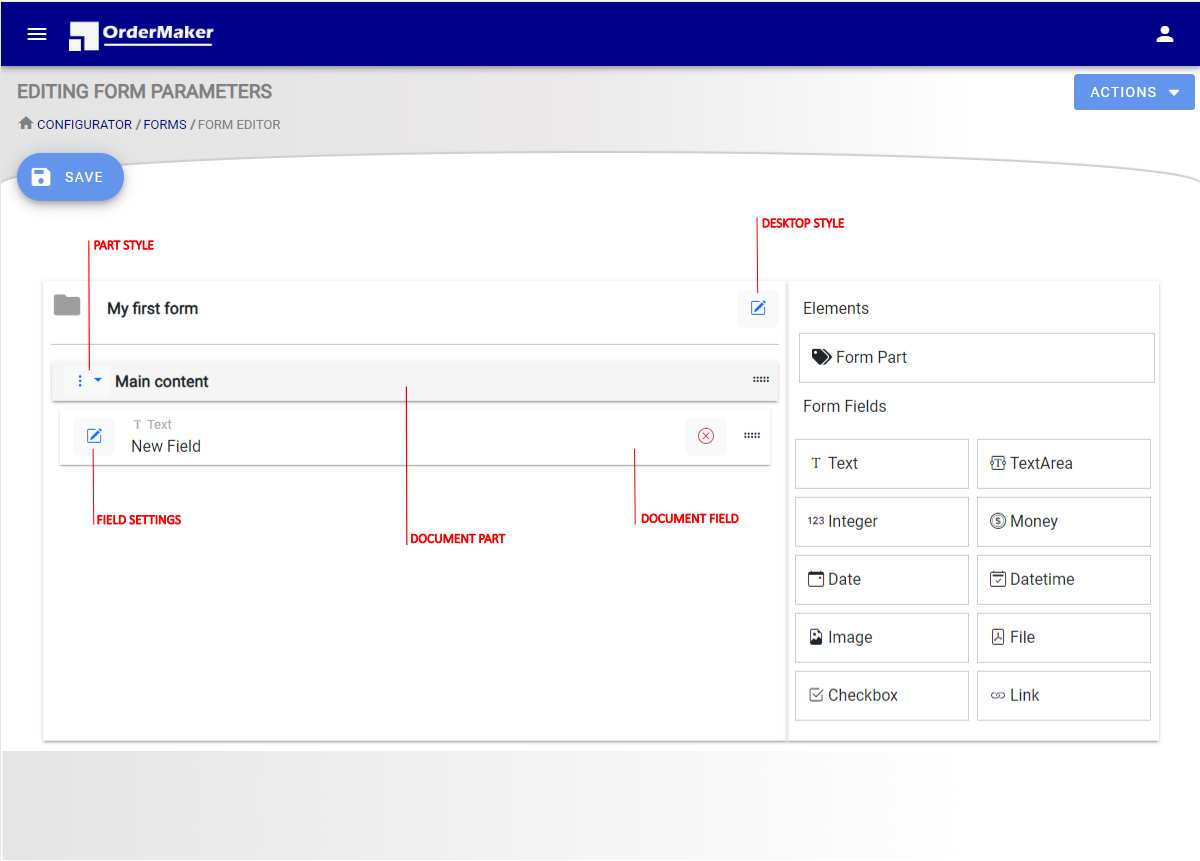 OrderMaker
EDITING FORM PARAMETERS
ACTIONS
CONFIGURATOR / FORMS / FORM EDITOR
SAVE
DESKTOP STYLE
PART STYLE
My first form
Main content
T Text
New Field
FIELD SETTINGS
DOCUMENT FIELD
DOCUMENT PART
Elements
Form Part
Form Fields
T Text
T TextArea
123 Integer
$ Money
Date
Datetime
Image
File
Checkbox
Link